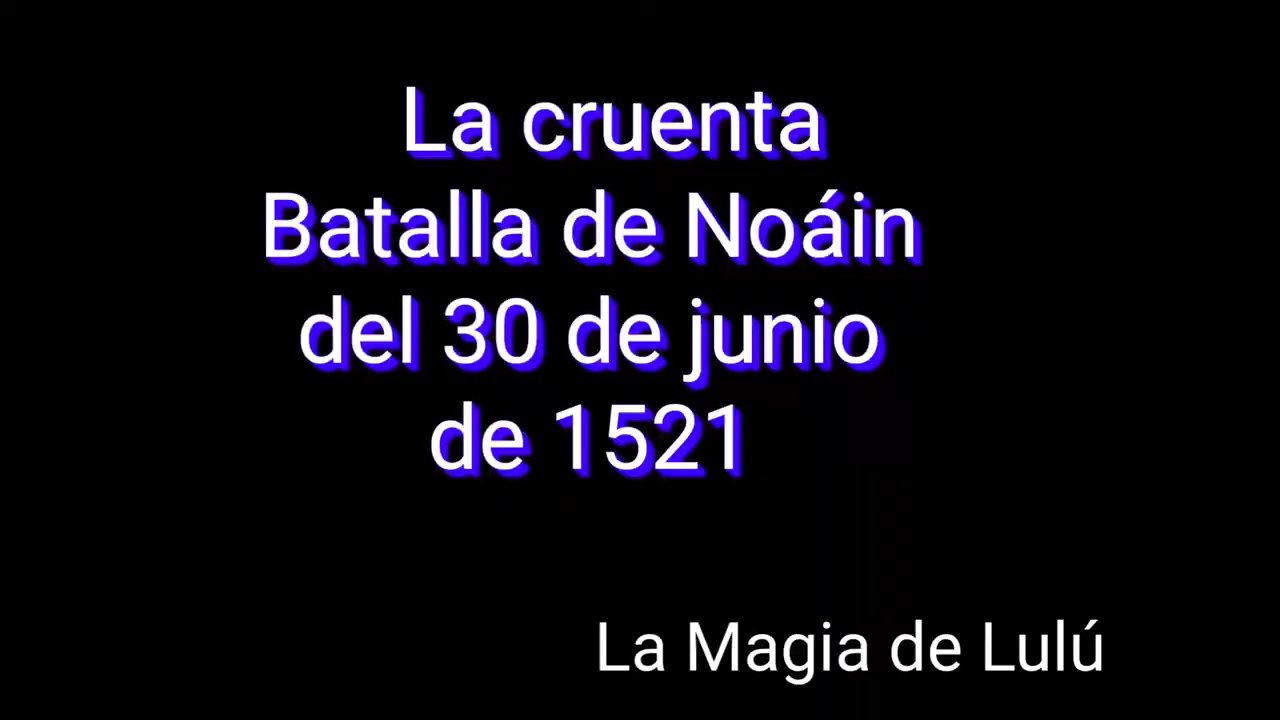 La cruenta
Batalla de Noáin
del 30 de junio
de 1521
La Magia de Lulú